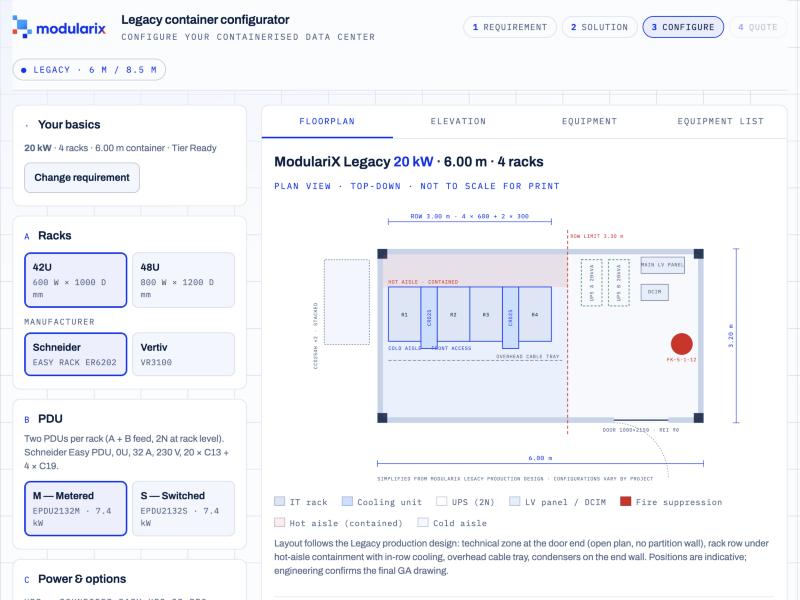 modularix
Legacy container configurator
CONFIGURE YOUR CONTAINERISED DATA CENTER
1 REQUIREMENT
2 SOLUTION
3 CONFIGURE
4 QUOTE
LEGACY · 6 M / 8.5 M
· Your basics
20 kW · 4 racks · 6.00 m container · Tier Ready
Change requirement
A Racks
42U
600 W × 1000 D
mm
48U
800 W × 1200 D
mm
MANUFACTURER
Schneider
EASY RACK ER6202
Vertiv
VR3100
B PDU
Two PDUs per rack (A + B feed, 2N at rack level).
Schneider Easy PDU, 0U, 32 A, 230 V, 20 × C13 +
4 × C19.
M — Metered
EPDU2132M · 7.4
kW
S — Switched
EPDU2132S · 7.4
kW
C Power & options
FLOORPLAN
ELEVATION
EQUIPMENT
EQUIPMENT LIST
ModulariX Legacy 20 kW · 6.00 m · 4 racks
PLAN VIEW · TOP-DOWN · NOT TO SCALE FOR PRINT
ROW 3.00 m · 4 × 600 + 2 × 300
ROW LIMIT 3.30 m
HOT AISLE · CONTAINED
R1
R2
R3
R4
COLD AISLE · FRONT ACCESS
OVERHEAD CABLE TRAY
UPS A 20kVA
UPS B 20kVA
MAIN LV PANEL
DCIM
FK-5-1-12
DOOR 1000×2150 · REI 90
3.20 m
6.00 m
SIMPLIFIED FROM MODULARIX LEGACY PRODUCTION DESIGN · CONFIGURATIONS VARY BY PROJECT
IT rack
Cooling unit
UPS (2N)
LV panel / DCIM
Fire suppression
Hot aisle (contained)
Cold aisle
Layout follows the Legacy production design: technical zone at the door end (open plan, no partition wall), rack row under
hot-aisle containment with in-row cooling, overhead cable tray, condensers on the end wall. Positions are indicative;
engineering confirms the final GA drawing.